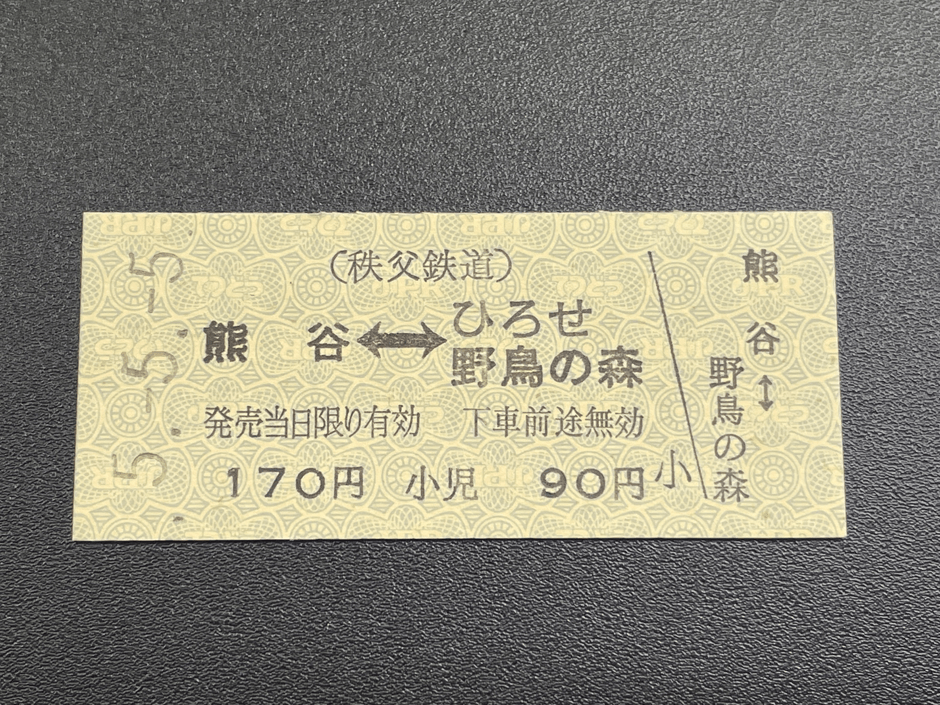 (秩父鉄道)
熊谷⟷ひろせ
野鳥の森
発売当日限り有効 下車前途無効
170円 小児 90円
小
熊谷↕
野鳥の森
5.-5.-5